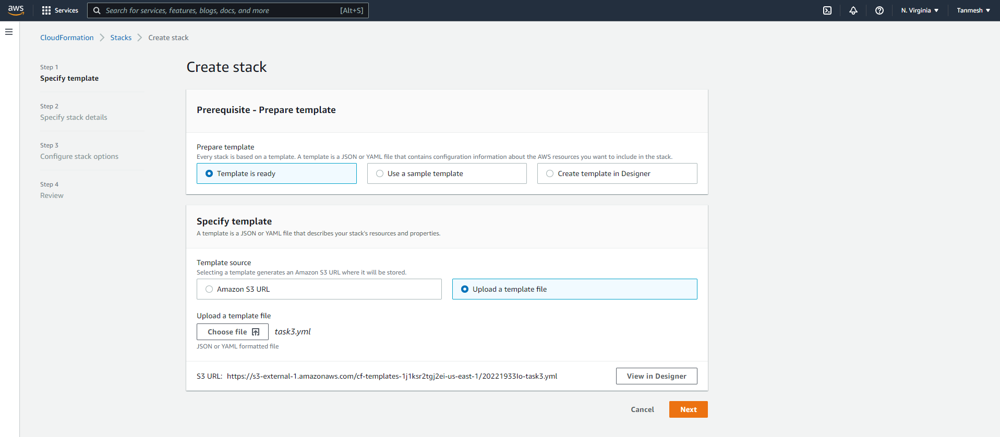 aws
Services
Search for services, features, blogs, docs, and more [Alt+S]
N. Virginia
Tanmesh
CloudFormation
Stacks
Create stack
Step 1
Specify template
Step 2
Specify stack details
Step 3
Configure stack options
Step 4
Review
Create stack
Prerequisite - Prepare template
Prepare template
Every stack is based on a template. A template is a JSON or YAML file that contains configuration information about the AWS resources you want to include in the stack.
Template is ready
Use a sample template
Create template in Designer
Specify template
A template is a JSON or YAML file that describes your stack's resources and properties.
Template source
Selecting a template generates an Amazon S3 URL where it will be stored.
Amazon S3 URL
Upload a template file
Upload a template file
Choose file
task3.yml
JSON or YAML formatted file
S3 URL: https://s3-external-1.amazonaws.com/cf-templates-1j1ksr2tgj2ei-us-east-1/20221933Io-task3.yml
View in Designer
Cancel
Next